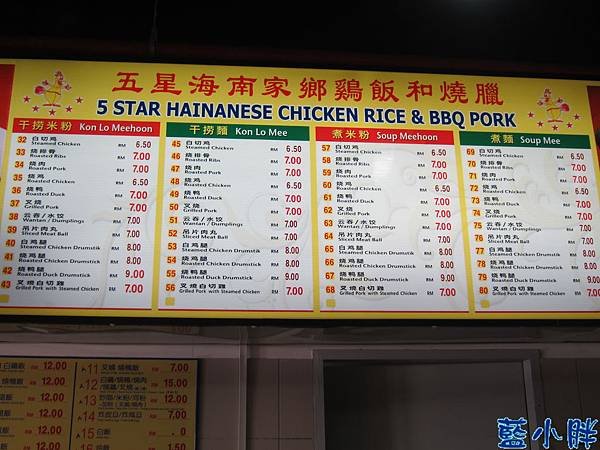 五星海南家鄉鷄飯和燒臘
5 STAR HAINANESE CHICKEN RICE & BBQ PORK
干捞米粉 Kon Lo Meehoon
32 白切鸡 Steamed Chicken RM 6.50
33 烧排骨 Roasted Ribs RM 7.00
34 烧肉 Roasted Pork RM 7.00
35 烧鸡 Roasted Chicken RM 6.50
36 烧鸭 Roasted Duck RM 7.00
37 叉烧 Grilled Pork RM 7.00
38 云吞/水饺 Wantan / Dumplings RM 7.00
39 吊片肉丸 Sliced Meat Ball RM 7.00
40 白鸡腿 Steamed Chicken Drumstick RM 8.00
41 烧鸡腿 Roasted Chicken Drumstick RM 8.00
42 烧鸭腿 Roasted Duck Drumstick RM 9.00
43 叉燒白切雞 Grilled Pork with Steamed Chicken RM 7.00
干捞麵 Kon Lo Mee
45 白切鸡 Steamed Chicken RM 6.50
46 烧排骨 Roasted Ribs RM 7.00
47 烧肉 Roasted Pork RM 7.00
48 烧鸡 Roasted Chicken RM 6.50
49 烧鸭 Roasted Duck RM 7.00
50 叉烧 Grilled Pork RM 7.00
51 云吞/水饺 Wantan / Dumplings RM 7.00
52 吊片肉丸 Sliced Meat Ball RM 7.00
53 白鸡腿 Steamed Chicken Drumstick RM 8.00
54 烧鸡腿 Roasted Chicken Drumstick RM 8.00
55 烧鸭腿 Roasted Duck Drumstick RM 9.00
56 叉燒白切雞 Grilled Pork with Steamed Chicken RM 7.00
煮米粉 Soup Meehoon
57 白切鸡 Steamed Chicken RM 6.50
58 烧排骨 Roasted Ribs RM 7.00
59 烧肉 Roasted Pork RM 7.00
60 烧鸡 Roasted Chicken RM 6.50
61 烧鸭 Roasted Duck RM 7.00
62 叉烧 Grilled Pork RM 7.00
63 云吞/水饺 Wantan / Dumplings RM 7.00
64 吊片肉丸 Sliced Meat Ball RM 7.00
65 白鸡腿 Steamed Chicken Drumstick RM 8.00
66 烧鸡腿 Roasted Chicken Drumstick RM 8.00
67 烧鸭腿 Roasted Duck Drumstick RM 9.00
68 叉燒白切雞 Grilled Pork with Steamed Chicken RM 7.00
煮麵 Soup Mee
69 白切鸡 Steamed Chicken RM 6.50
70 烧排骨 Roasted Ribs RM 7.00
71 烧肉 Roasted Pork RM 7.00
72 烧鸡 Roasted Chicken RM 6.50
73 烧鸭 Roasted Duck RM 7.00
74 叉烧 Grilled Pork RM 7.00
75 云吞/水饺 Wantan / Dumplings RM 7.00
76 吊片肉丸 Sliced Meat Ball RM 7.00
77 白鸡腿 Steamed Chicken Drumstick RM 8.00
78 烧鸡腿 Roasted Chicken Drumstick RM 8.00
79 烧鸭腿 Roasted Duck Drumstick RM 9.00
80 叉燒白切雞 Grilled Pork with Steamed Chicken RM 7.00
12.00
12.00
12.00
12.00
12.00
A 11 7.00
A 12 15.00
A 13 7.00
A 14 7.00
A 15
A 16
藍小胖